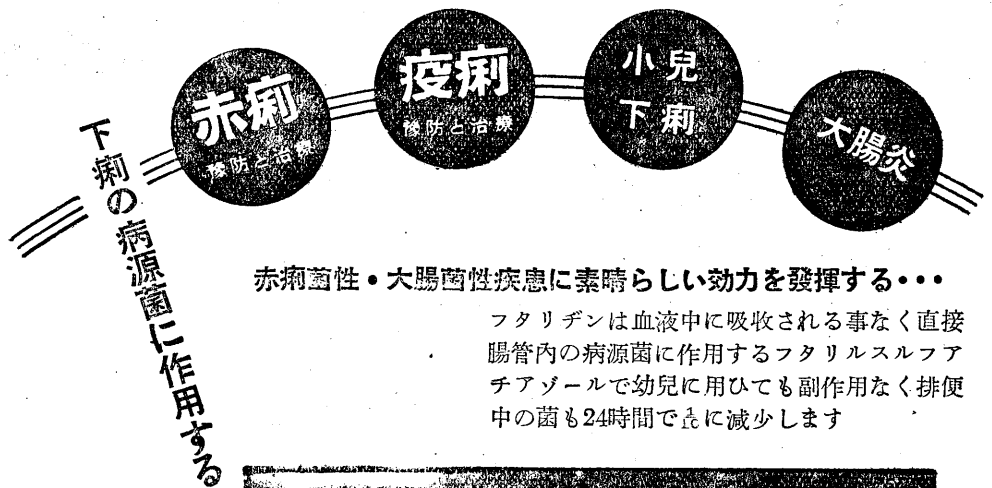 赤痢
豫防と治療
疫痢
豫防と治療
小兒
下痢
大腸炎
下痢の病源菌に作用する
赤痢菌性・大腸菌性疾患に素晴らしい効力を發揮する・・・
フタリヂンは血液中に吸收される事なく直接
腸管內の病源菌に作用するフタリルスルフア
チアゾールで幼兒に用ひても副作用なく排便
中の菌も24時間で に減少します